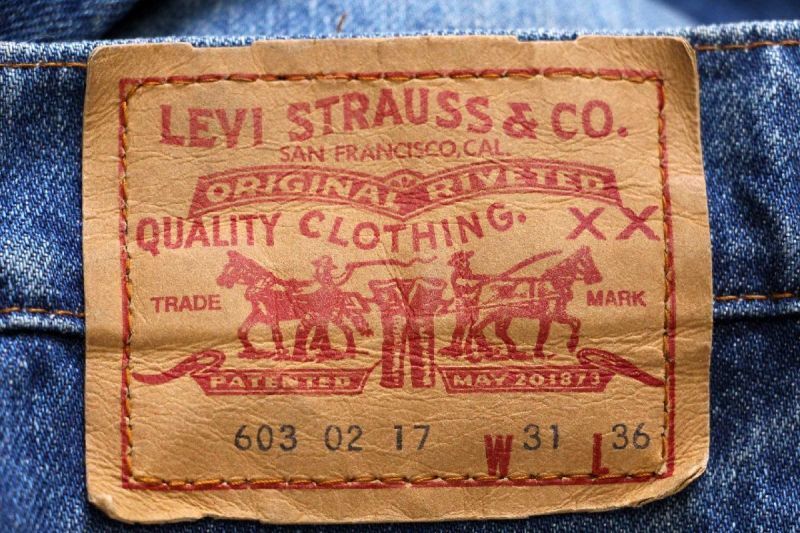 LEVI STRAUSS & CO.
SAN FRANCISCO, CAL.
ORIGINAL RIVETED
QUALITY CLOTHING. XX
TRADE MARK
PATENTED MAY 20 1873
603 02 17 W 31 L 36